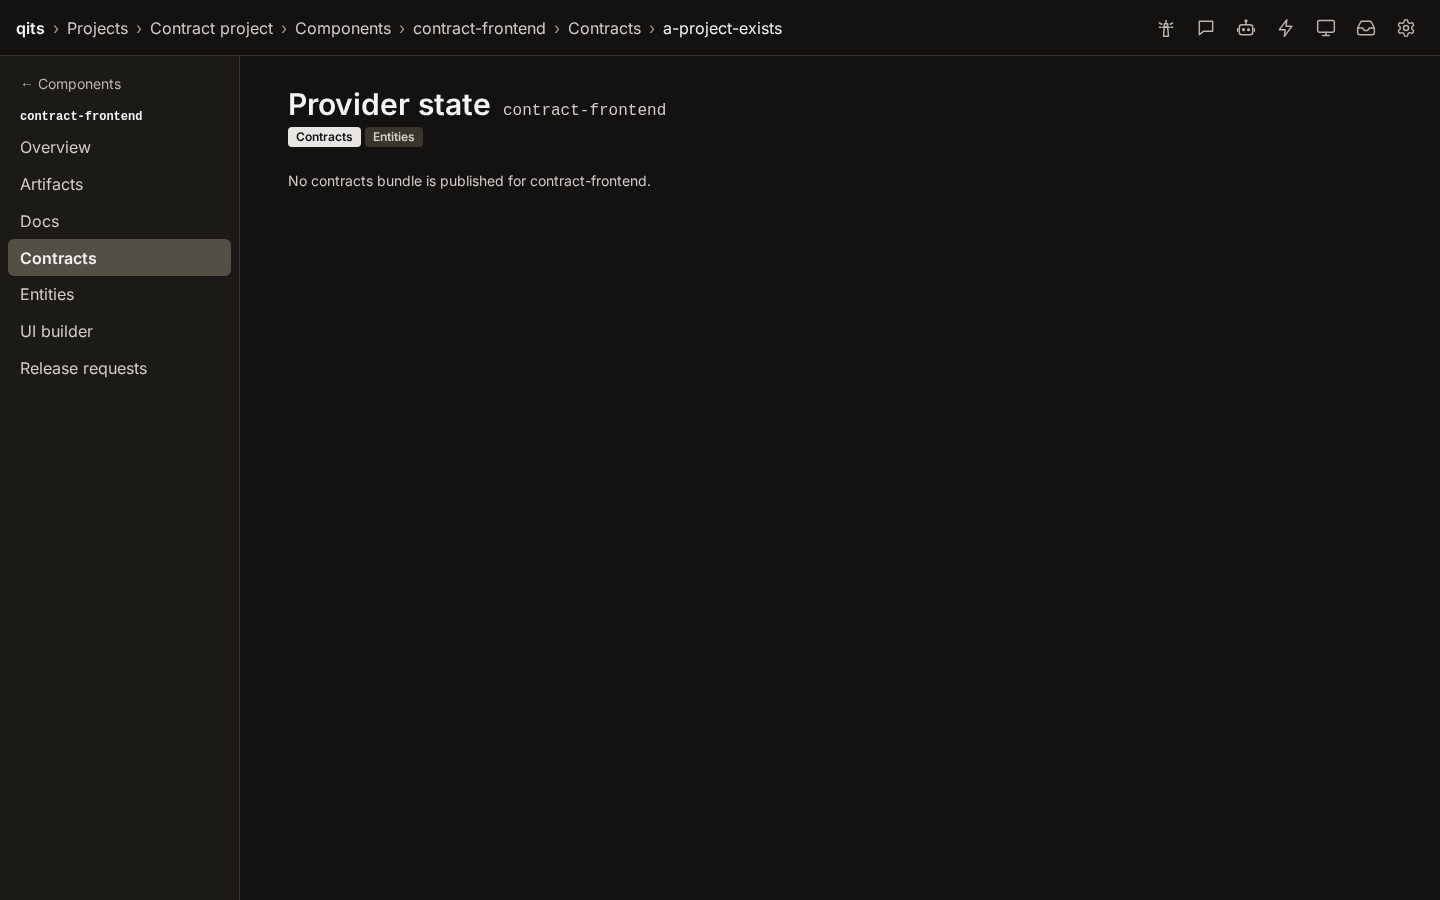 qits › Projects › Contract project › Components › contract-frontend › Contracts › a-project-exists
← Components
contract-frontend
Overview
Artifacts
Docs
Contracts
Entities
UI builder
Release requests
Provider state contract-frontend
Contracts Entities
No contracts bundle is published for contract-frontend.